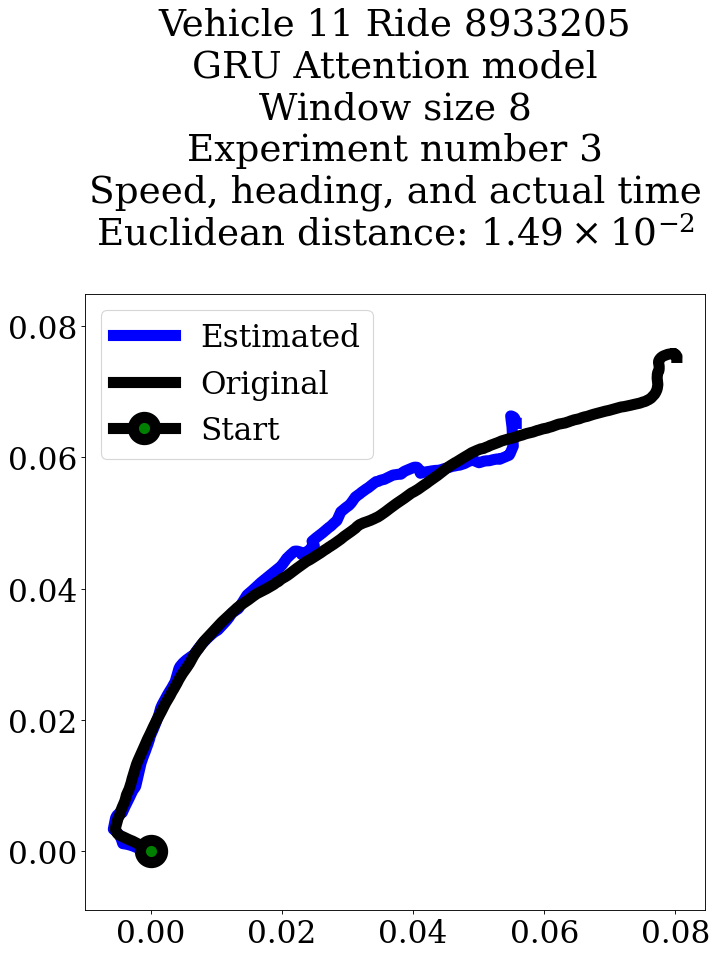 Vehicle 11 Ride 8933205
GRU Attention model
Window size 8
Experiment number 3
Speed, heading, and actual time
Euclidean distance: 1.49 × 10⁻²
Estimated
Original
Start
0.08
0.06
0.04
0.02
0.00
0.00 0.02 0.04 0.06 0.08